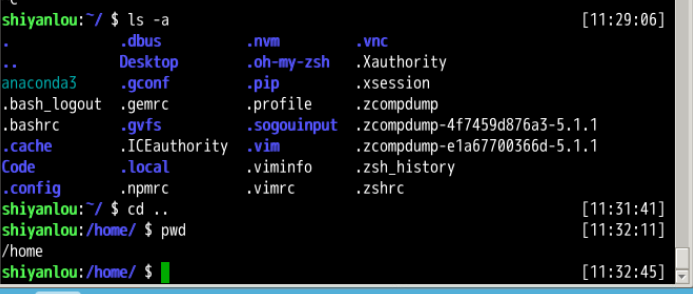 shiyanlou:~/ $ ls -a [11:29:06]
. .dbus .nvm .vnc
.. Desktop .oh-my-zsh .Xauthority
anaconda3 .gconf .pip .xsession
.bash_logout .gemrc .profile .zcompdump
.bashrc .gvfs .sogouinput .zcompdump-4f7459d876a3-5.1.1
.cache .ICEauthority .vim .zcompdump-e1a67700366d-5.1.1
Code .local .viminfo .zsh_history
.config .npmrc .vimrc .zshrc
shiyanlou:~/ $ cd .. [11:31:41]
shiyanlou:/home/ $ pwd [11:32:11]
/home
shiyanlou:/home/ $ [11:32:45]